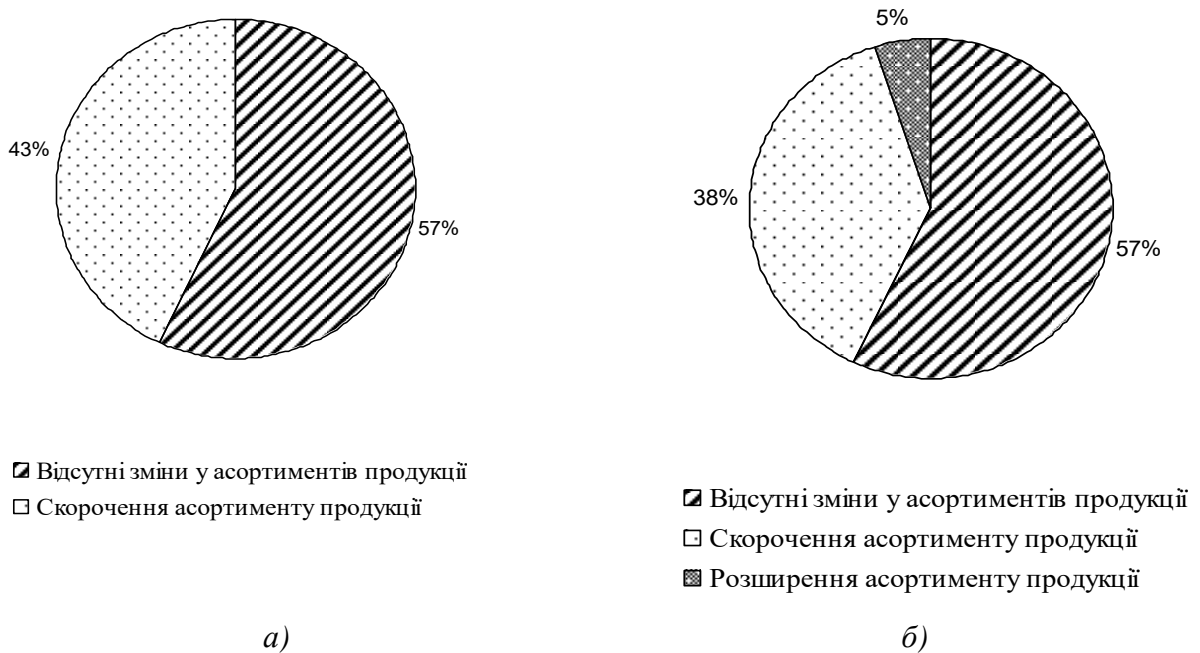 43%
57%
Відсутні зміни у асортиментів продукції
Скорочення асортименту продукції
а)
5%
38%
57%
Відсутні зміни у асортиментів продукції
Скорочення асортименту продукції
Розширення асортименту продукції
б)